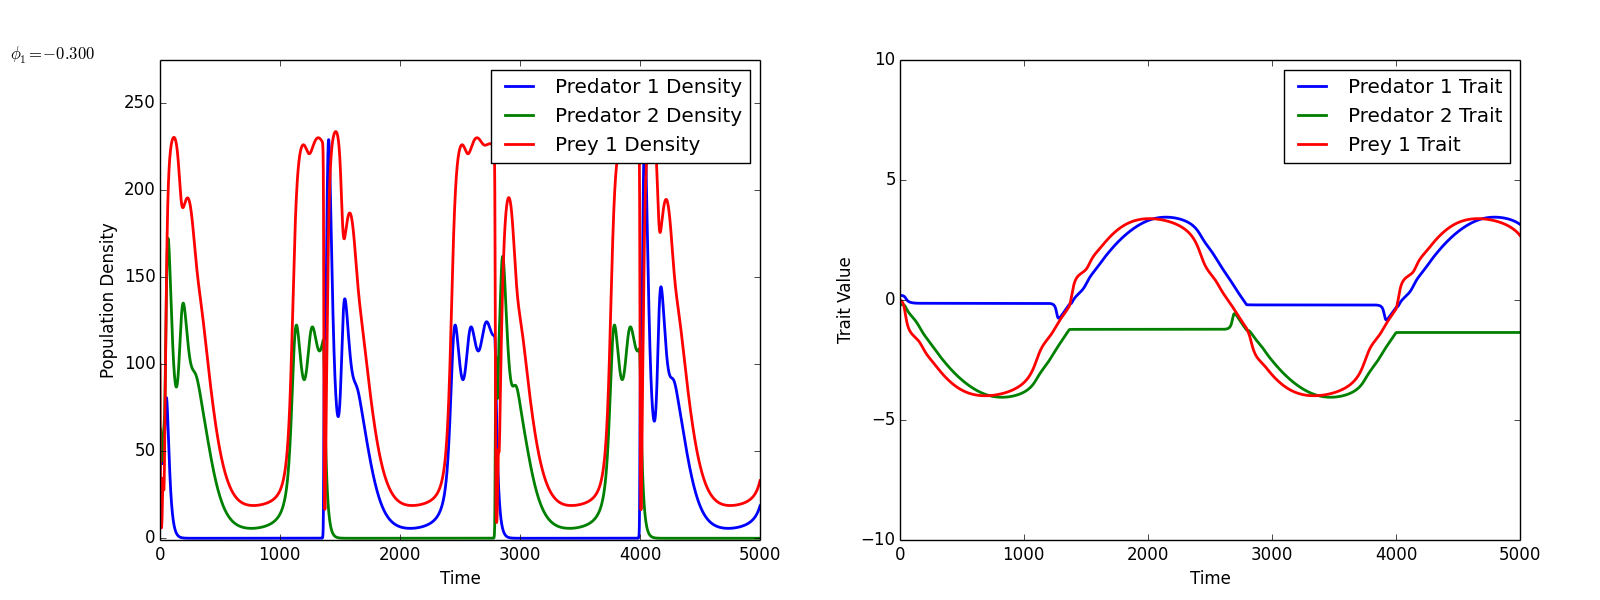 ϕ₁ = −0.300
Population Density
250
200
150
100
50
0
0 1000 2000 3000 4000 5000
Time
Predator 1 Density
Predator 2 Density
Prey 1 Density
Trait Value
10
5
0
−5
−10
0 1000 2000 3000 4000 5000
Time
Predator 1 Trait
Predator 2 Trait
Prey 1 Trait